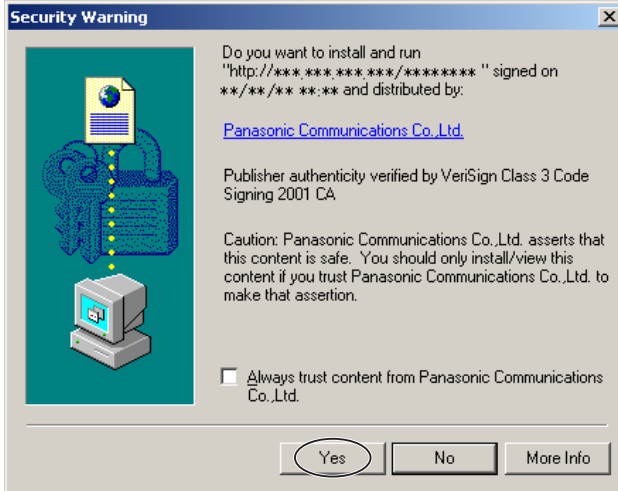 Security Warning
Do you want to install and run
"http://***.***.***.***/******** " signed on
**/**/** **:** and distributed by:
Panasonic Communications Co.,Ltd.
Publisher authenticity verified by VeriSign Class 3 Code
Signing 2001 CA
Caution: Panasonic Communications Co.,Ltd. asserts that
this content is safe.  You should only install/view this
content if you trust Panasonic Communications Co.,Ltd. to
make that assertion.
Always trust content from Panasonic Communications
Co.,Ltd.
Yes
No
More Info